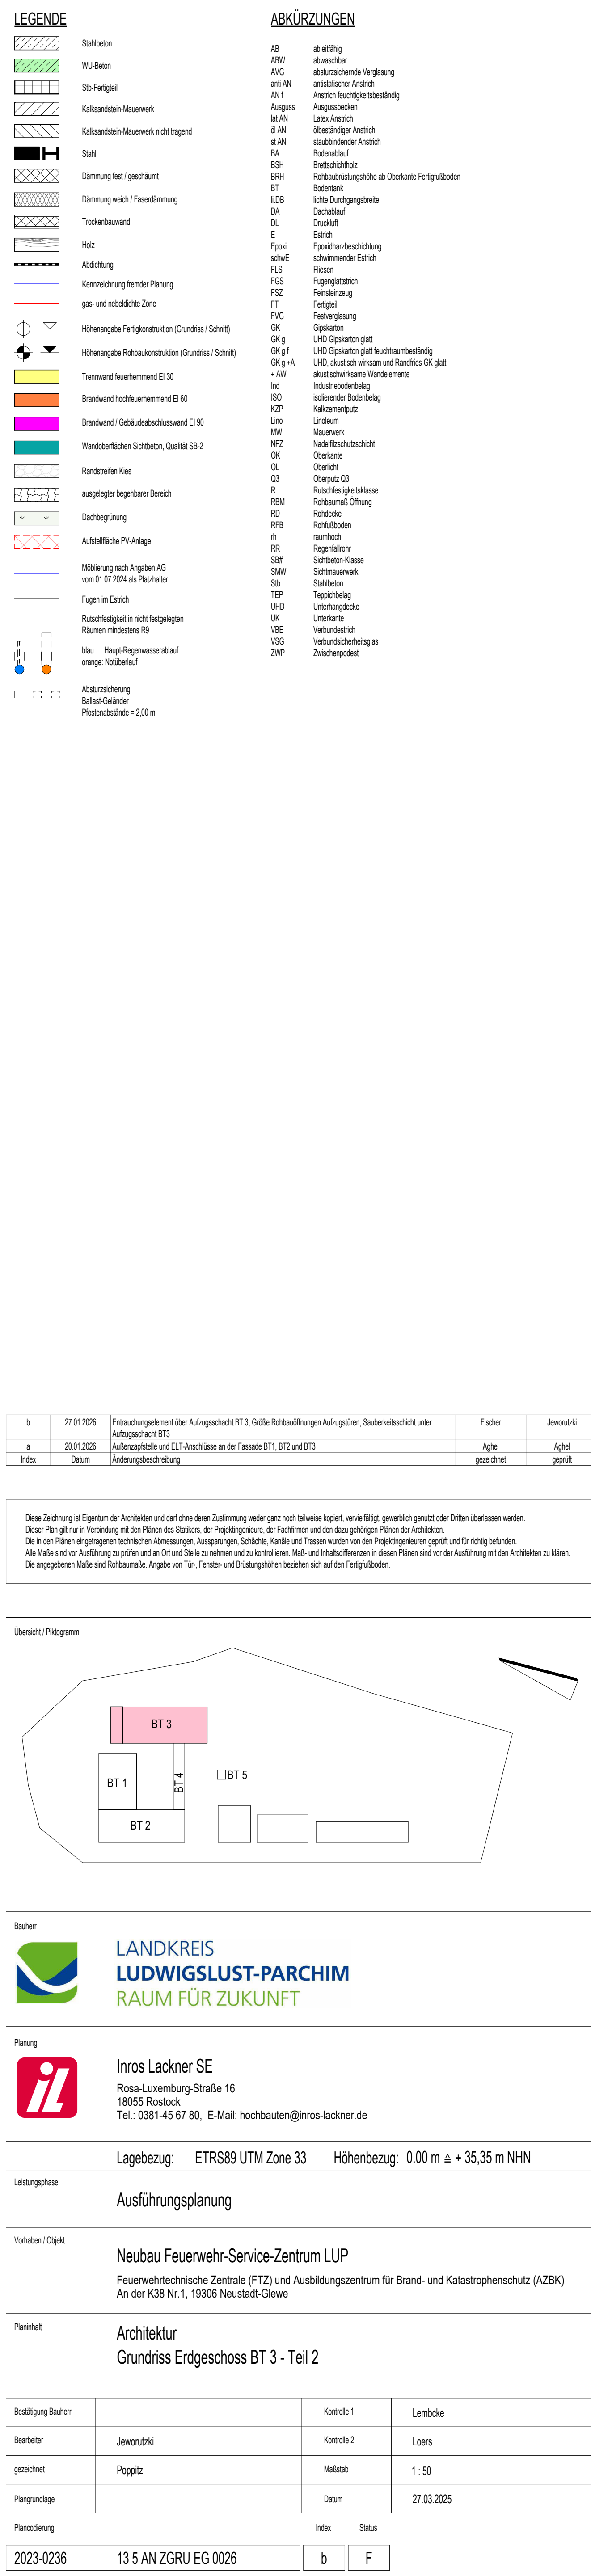 LEGENDE
Stahlbeton
WU-Beton
Stb-Fertigteil
Kalksandstein-Mauerwerk
Kalksandstein-Mauerwerk nicht tragend
Stahl
Dämmung fest / geschäumt
Dämmung weich / Faserdämmung
Trockenbauwand
Holz
Abdichtung
Kennzeichnung fremder Planung
gas- und nebeldichte Zone
Höhenangabe Fertigkonstruktion (Grundriss / Schnitt)
Höhenangabe Rohbaukonstruktion (Grundriss / Schnitt)
Trennwand feuerhemmend EI 30
Brandwand hochfeuerhemmend EI 60
Brandwand / Gebäudeabschlusswand EI 90
Wandoberflächen Sichtbeton, Qualität SB-2
Randstreifen Kies
ausgelegter begehbarer Bereich
Dachbegrünung
Aufstellfläche PV-Anlage
Möblierung nach Angaben AG
vom 01.07.2024 als Platzhalter
Fugen im Estrich
Rutschfestigkeit in nicht festgelegten
Räumen mindestens R9
blau: Haupt-Regenwasserablauf
orange: Notüberlauf
Absturzsicherung
Ballast-Geländer
Pfostenabstände = 2,00 m
ABKÜRZUNGEN
AB ableitfähig
ABW abwaschbar
AVG absturzsichernde Verglasung
anti AN antistatischer Anstrich
AN f Anstrich feuchtigkeitsbeständig
Ausguss Ausgussbecken
lat AN Latex Anstrich
öl AN ölbeständiger Anstrich
st AN staubbindender Anstrich
BA Bodenablauf
BSH Brettschichtholz
BRH Rohbaubrüstungshöhe ab Oberkante Fertigfußboden
BT Bodentank
li.DB lichte Durchgangsbreite
DA Dachablauf
DL Druckluft
E Estrich
Epoxi Epoxidharzbeschichtung
schwE schwimmender Estrich
FLS Fliesen
FGS Fugenglattstrich
FSZ Feinsteinzeug
FT Fertigteil
FVG Festverglasung
GK Gipskarton
GK g UHD Gipskarton glatt
GK g f UHD Gipskarton glatt feuchtraumbeständig
GK g +A UHD, akustisch wirksam und Randfries GK glatt
+ AW akustischwirksame Wandelemente
Ind Industriebodenbelag
ISO isolierender Bodenbelag
KZP Kalkzementputz
Lino Linoleum
MW Mauerwerk
NFZ Nadelfilzschutzschicht
OK Oberkante
OL Oberlicht
Q3 Oberputz Q3
R ... Rutschfestigkeitsklasse ...
RBM Rohbaumaß Öffnung
RD Rohdecke
RFB Rohfußboden
rh raumhoch
RR Regenfallrohr
SB# Sichtbeton-Klasse
SMW Sichtmauerwerk
Stb Stahlbeton
TEP Teppichbelag
UHD Unterhangdecke
UK Unterkante
VBE Verbundestrich
VSG Verbundsicherheitsglas
ZWP Zwischenpodest
b 27.01.2026 Entrauchungselement über Aufzugsschacht BT 3, Größe Rohbauöffnungen Aufzugstüren, Sauberkeitsschicht unter Fischer Jeworutzki
Aufzugsschacht BT3
a 20.01.2026 Außenzapfstelle und ELT-Anschlüsse an der Fassade BT1, BT2 und BT3 Aghel Aghel
Index Datum Änderungsbeschreibung gezeichnet geprüft
Diese Zeichnung ist Eigentum der Architekten und darf ohne deren Zustimmung weder ganz noch teilweise kopiert, vervielfältigt, gewerblich genutzt oder Dritten überlassen werden.
Dieser Plan gilt nur in Verbindung mit den Plänen des Statikers, der Projektingenieure, der Fachfirmen und den dazu gehörigen Plänen der Architekten.
Die in den Plänen eingetragenen technischen Abmessungen, Aussparungen, Schächte, Kanäle und Trassen wurden von den Projektingenieuren geprüft und für richtig befunden.
Alle Maße sind vor Ausführung zu prüfen und an Ort und Stelle zu nehmen und zu kontrollieren. Maß- und Inhaltsdifferenzen in diesen Plänen sind vor der Ausführung mit den Architekten zu klären.
Die angegebenen Maße sind Rohbaumaße. Angabe von Tür-, Fenster- und Brüstungshöhen beziehen sich auf den Fertigfußboden.
Übersicht / Piktogramm
BT 3
BT 1
BT 4
BT 5
BT 2
Bauherr
LANDKREIS
LUDWIGSLUST-PARCHIM
RAUM FÜR ZUKUNFT
Planung
iL
Inros Lackner SE
Rosa-Luxemburg-Straße 16
18055 Rostock
Tel.: 0381-45 67 80, E-Mail: hochbauten@inros-lackner.de
Lagebezug: ETRS89 UTM Zone 33 Höhenbezug: 0.00 m ≙ + 35,35 m NHN
Leistungsphase
Ausführungsplanung
Vorhaben / Objekt
Neubau Feuerwehr-Service-Zentrum LUP
Feuerwehrtechnische Zentrale (FTZ) und Ausbildungszentrum für Brand- und Katastrophenschutz (AZBK)
An der K38 Nr.1, 19306 Neustadt-Glewe
Planinhalt
Architektur
Grundriss Erdgeschoss BT 3 - Teil 2
Bestätigung Bauherr Kontrolle 1 Lembcke
Bearbeiter Jeworutzki Kontrolle 2 Loers
gezeichnet Poppitz Maßstab 1 : 50
Plangrundlage Datum 27.03.2025
Plancodierung Index Status
2023-0236 13 5 AN ZGRU EG 0026 b F